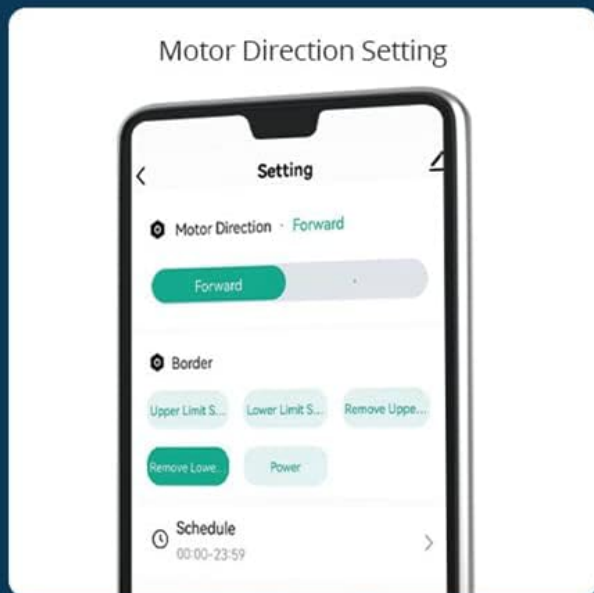 Motor Direction Setting
Setting
Motor Direction · Forward
Forward
Border
Upper Limit S... Lower Limit S... Remove Uppe...
Remove Lowe... Power
Schedule
00:00-23:59